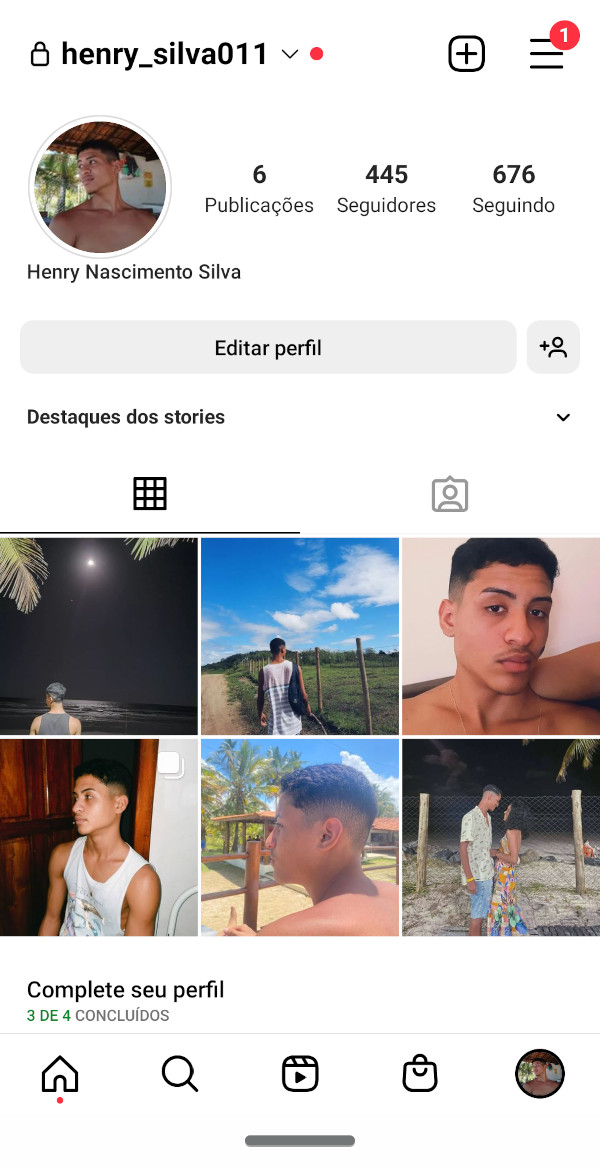 henry_silva011
1
6 445 676
Publicações Seguidores Seguindo
Henry Nascimento Silva
Editar perfil
Destaques dos stories
Complete seu perfil
3 DE 4 CONCLUÍDOS